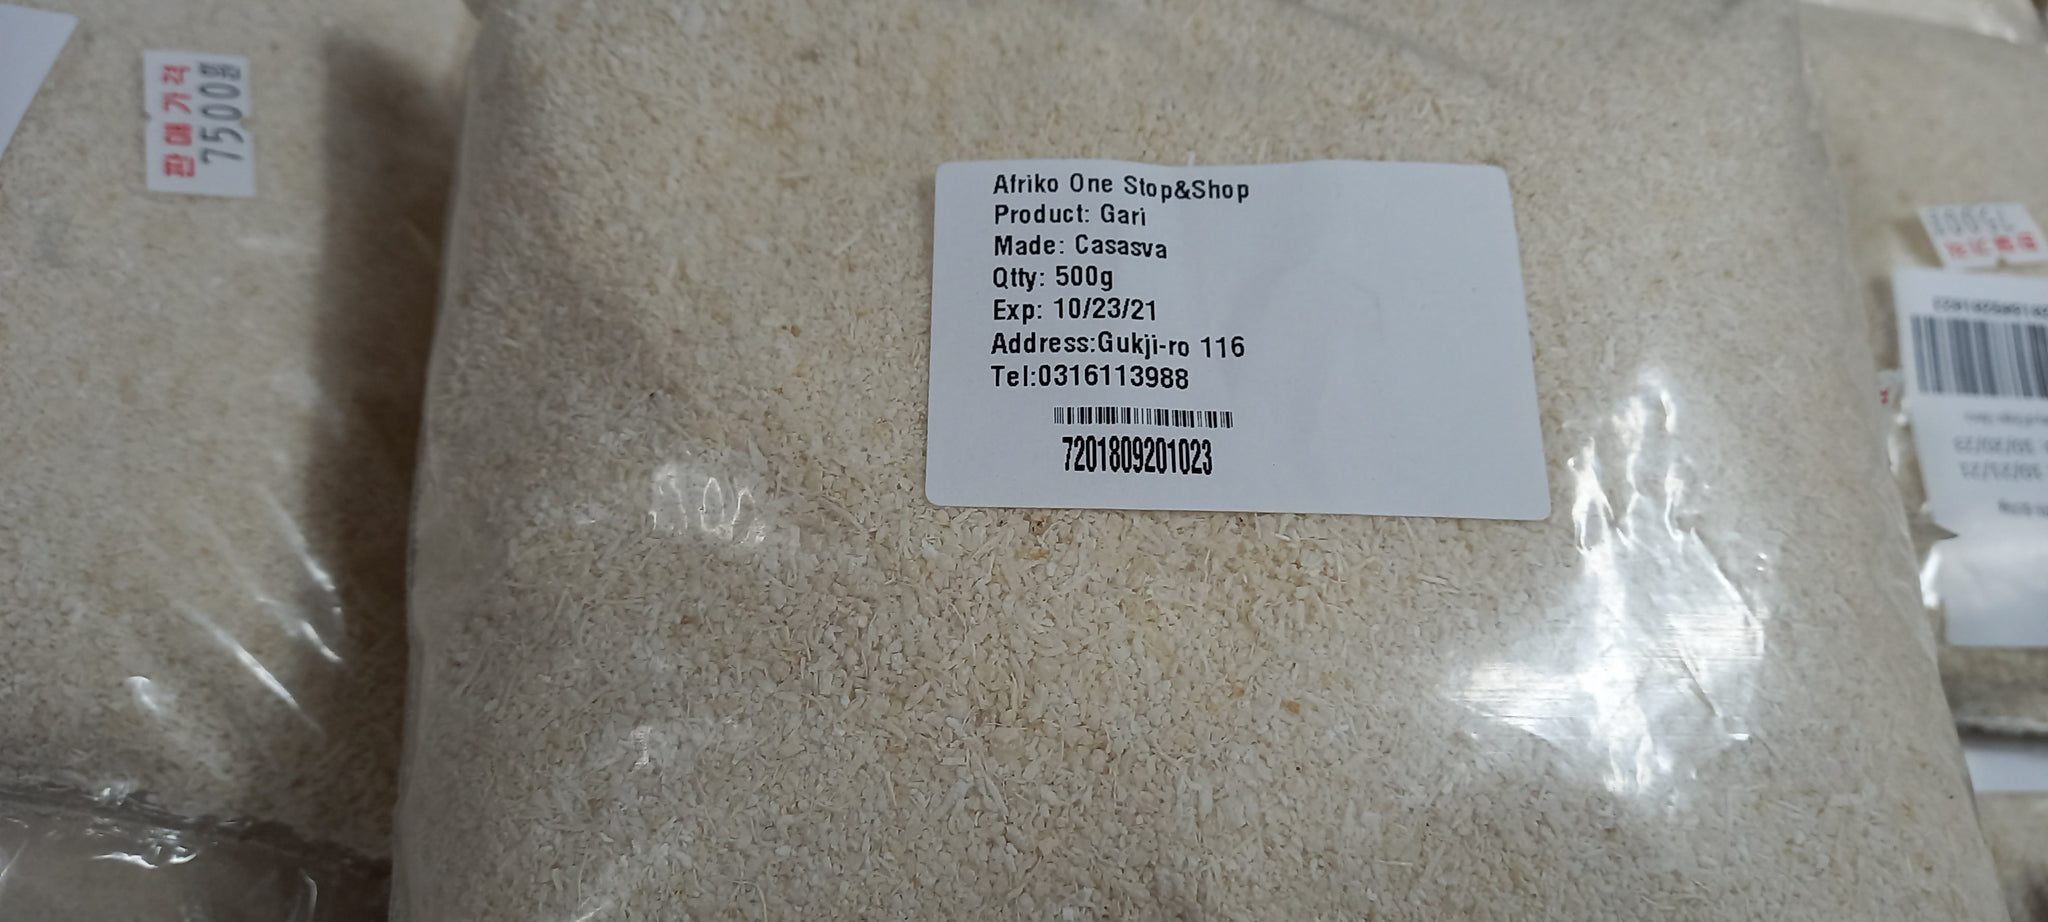 판매가격
7500원
Afriko One Stop&Shop
Product: Gari
Made: Casasva
Qtty: 500g
Exp: 10/23/21
Address:Gukji-ro 116
Tel:0316113988
7201809201023